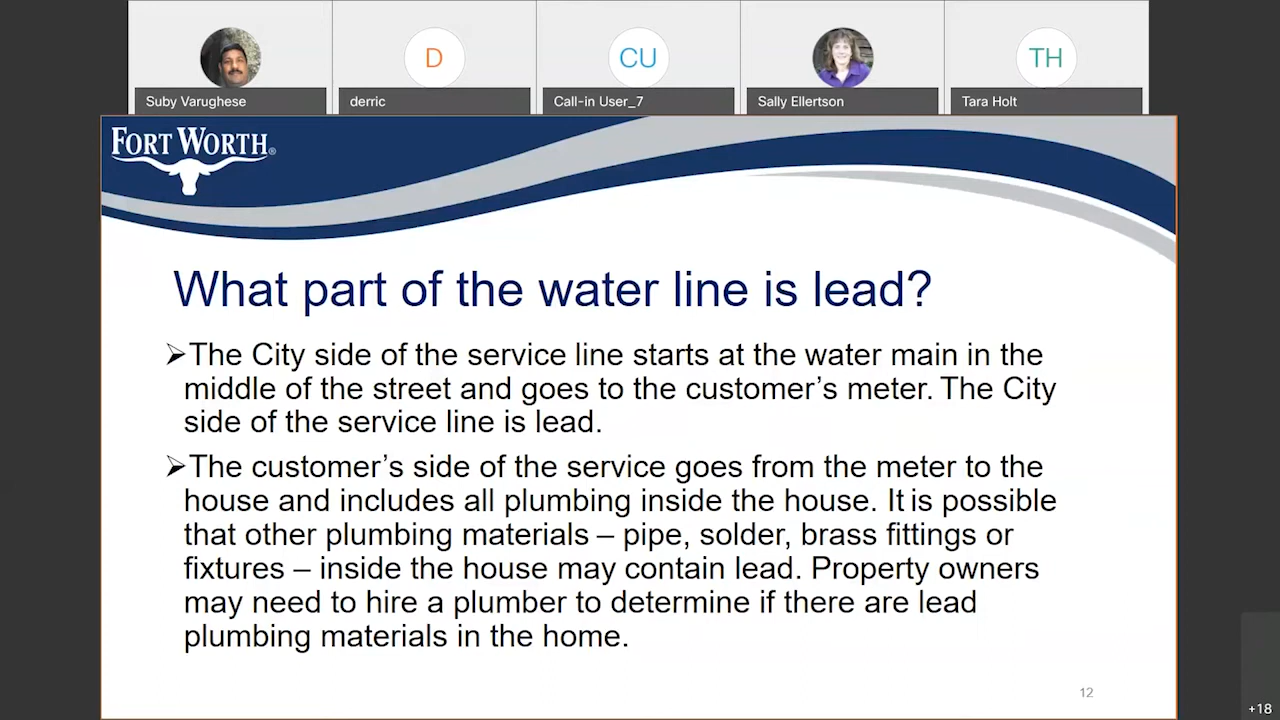 D
CU
TH
Suby Varughese
derric
Call-in User_7
Sally Ellertson
Tara Holt
FORT WORTH®
What part of the water line is lead?
➢The City side of the service line starts at the water main in the
middle of the street and goes to the customer’s meter. The City
side of the service line is lead.
➢The customer’s side of the service goes from the meter to the
house and includes all plumbing inside the house. It is possible
that other plumbing materials – pipe, solder, brass fittings or
fixtures – inside the house may contain lead. Property owners
may need to hire a plumber to determine if there are lead
plumbing materials in the home.
12
+18